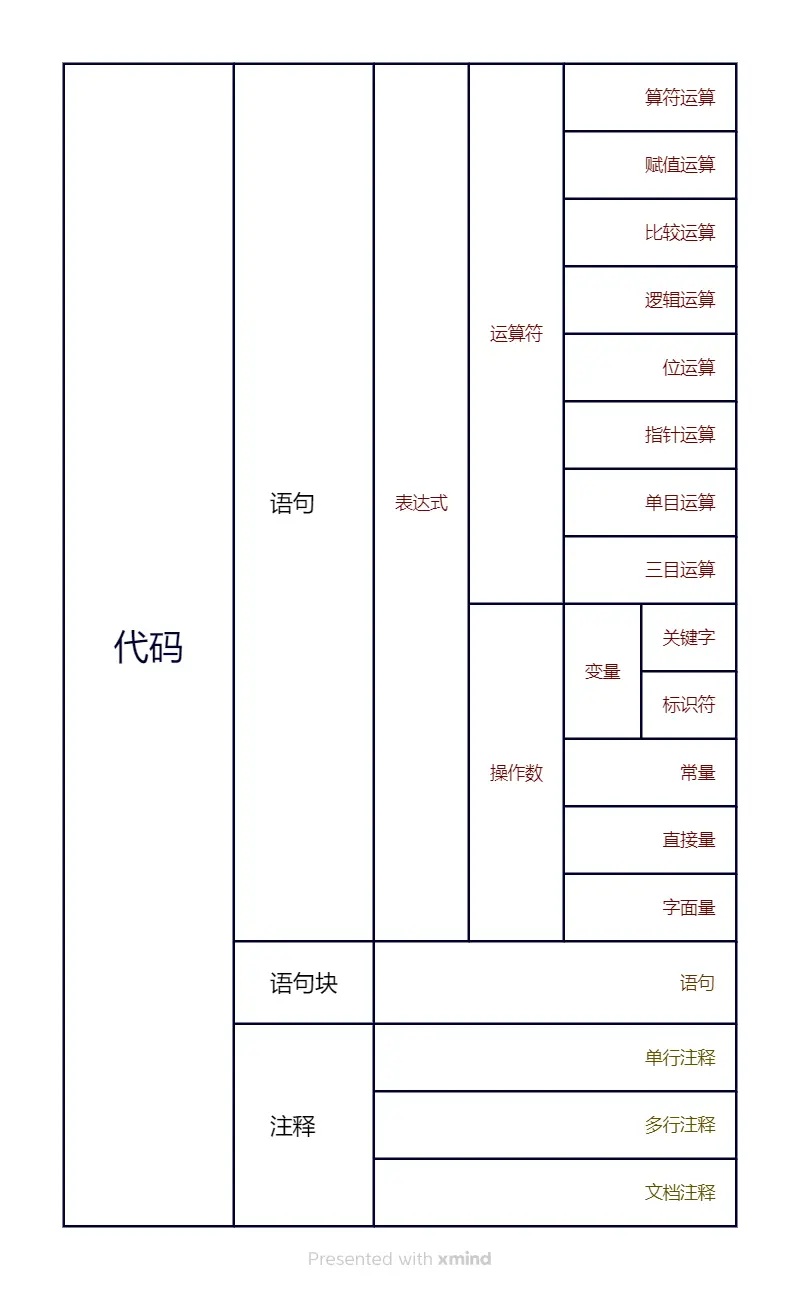 算符运算
赋值运算
比较运算
逻辑运算
运算符
位运算
指针运算
语句
表达式
单目运算
三目运算
代码
变量
关键字
标识符
操作数
常量
直接量
字面量
语句块
语句
注释
单行注释
多行注释
文档注释
Presented with xmind